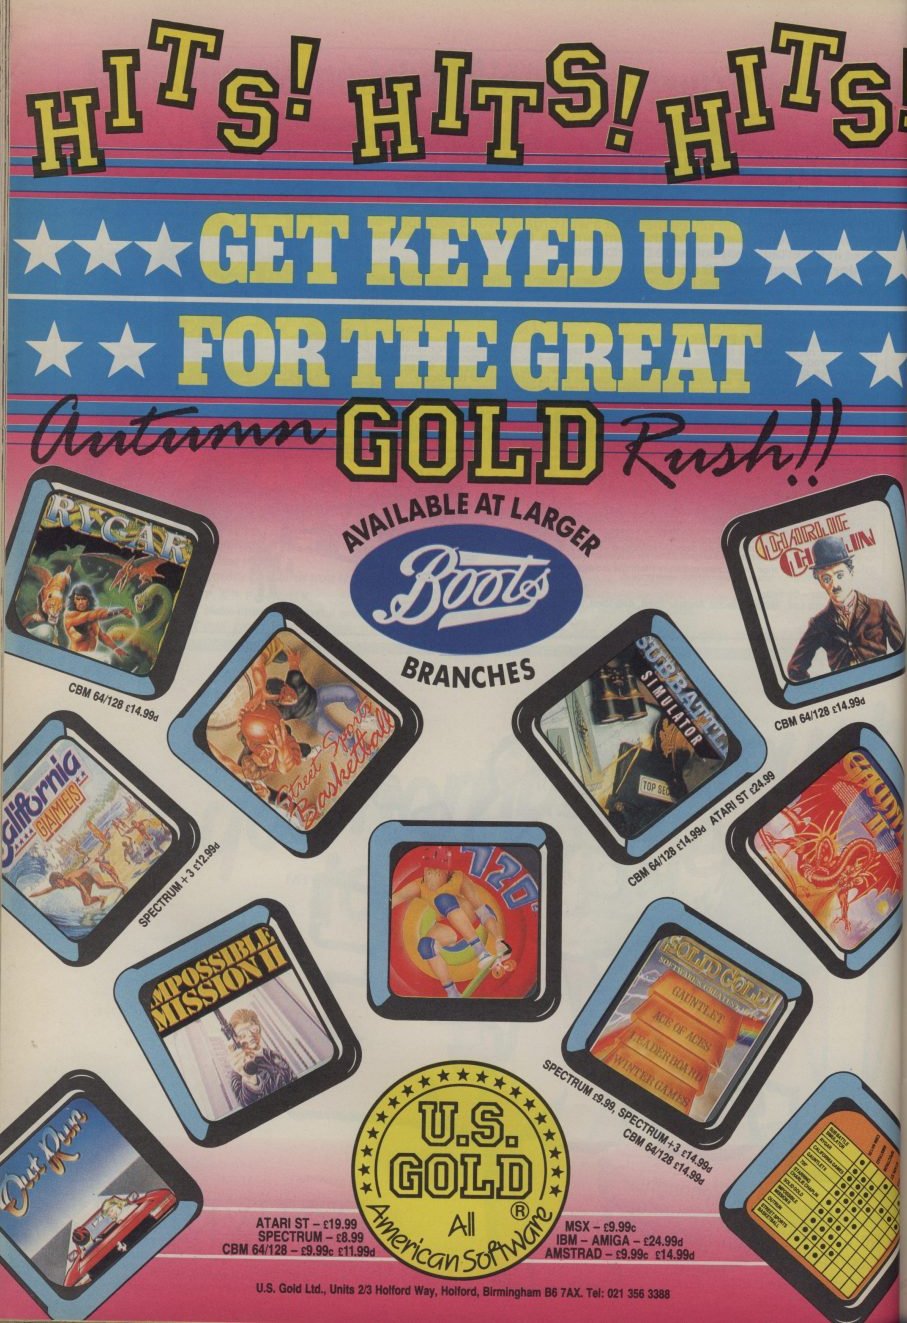 HITS! HITS! HITS!
GET KEYED UP
FOR THE GREAT
Autumn GOLD Rush!!
AVAILABLE AT LARGER
Boots
BRANCHES
RYGAR
CBM 64/128 £14.99d
CHARLIE
CHAPLIN
CBM 64/128 £14.99d
Street Sports
Basketball
SUB BATTLE
SIMULATOR
TOP SEC
CBM 64/128 £14.99d ATARI ST £24.99
California
GAMES
SPECTRUM +3 £12.99d
720°
GAUNT
II
IMPOSSIBLE
MISSION II
SOLID GOLD
GAUNTLET
ACE OF ACES
LEADERBOARD
WINTER GAMES
SPECTRUM £9.99, SPECTRUM+3 £14.99d
CBM 64/128 £14.99d
Out Run
U.S.
GOLD
®
All
American Software
ATARI ST – £19.99
SPECTRUM – £8.99
CBM 64/128 – £9.99c £11.99d
MSX – £9.99c
IBM – AMIGA – £24.99d
AMSTRAD – £9.99c £14.99d
U.S. Gold Ltd., Units 2/3 Holford Way, Holford, Birmingham B6 7AX. Tel: 021 356 3388